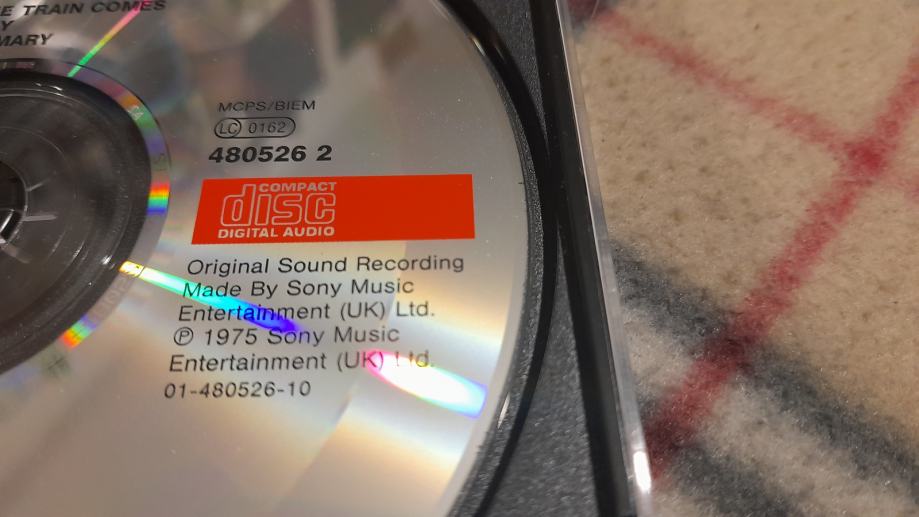 E TRAIN COMES
Y
MARY
MCPS/BIEM
LC 0162
480526 2
COMPACT
disc
DIGITAL AUDIO
Original Sound Recording
Made By Sony Music
Entertainment (UK) Ltd.
℗ 1975 Sony Music
Entertainment (UK) Ltd.
01-480526-10